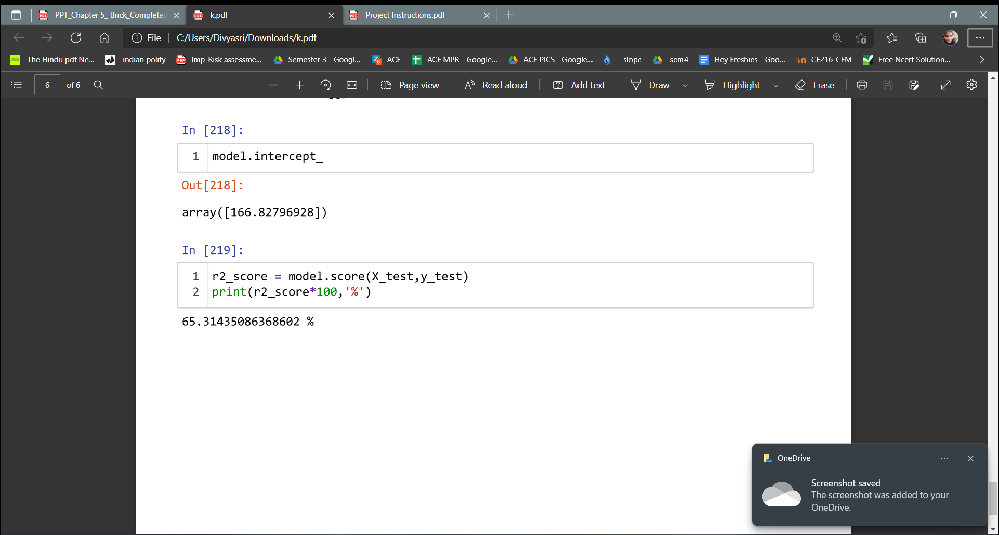 PPT_Chapter 5_ Brick_Completed
k.pdf
Project Instructions.pdf
File
C:/Users/Divyasri/Downloads/k.pdf
The Hindu pdf Ne...
indian polity
Imp_Risk assessme...
Semester 3 - Googl...
ACE
ACE MPR - Google...
ACE PICS - Google...
slope
sem4
Hey Freshies - Goo...
CE216_CEM
Free Ncert Solution...
6 of 6
Page view
Read aloud
Add text
Draw
Highlight
Erase
In [218]:
1 model.intercept_
Out[218]:
array([166.82796928])
In [219]:
1 r2_score = model.score(X_test,y_test)
2 print(r2_score*100,'%')
65.31435086368602 %
OneDrive
Screenshot saved
The screenshot was added to your
OneDrive.